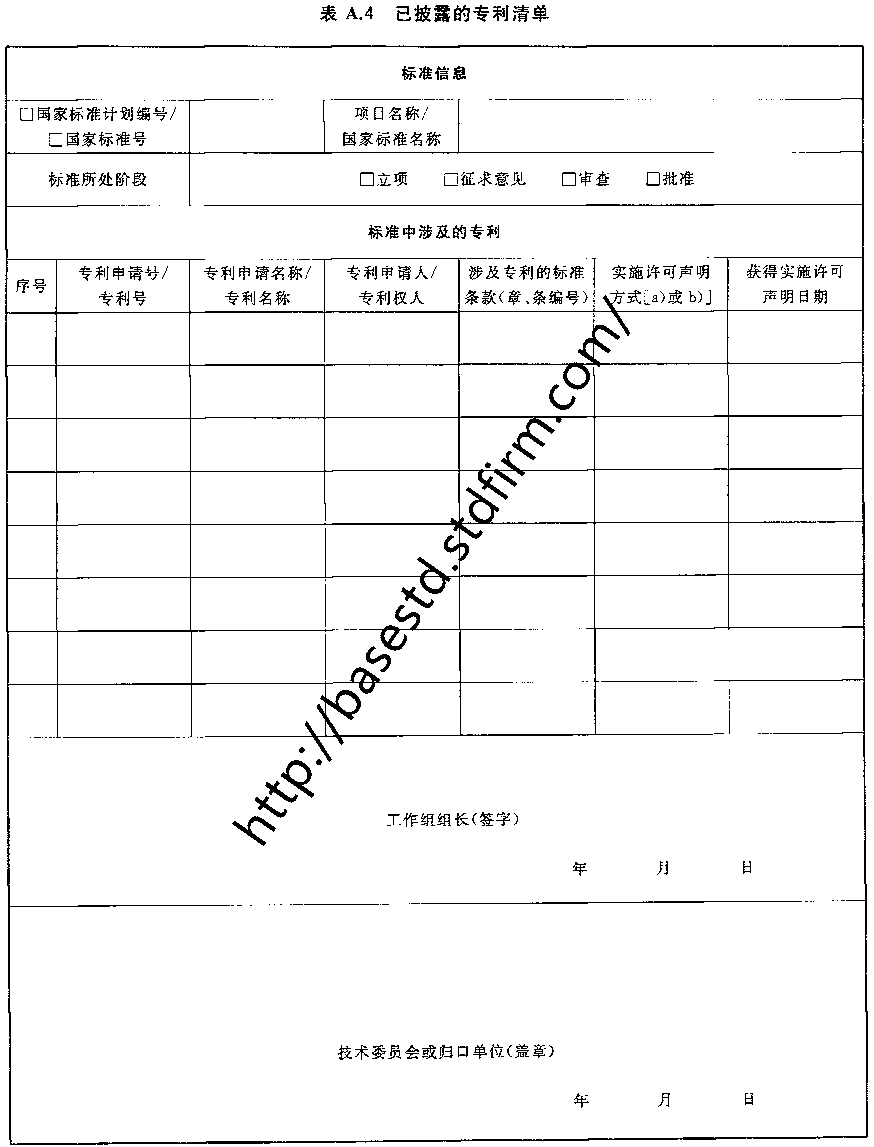 表 A.4 已披露的专利清单
标准信息
□国家标准计划编号/
□国家标准号
项目名称/
国家标准名称
标准所处阶段
□立项 □征求意见 □审查 □批准
标准中涉及的专利
序号
专利申请号/
专利号
专利申请名称/
专利名称
专利申请人/
专利权人
涉及专利的标准
条款(章、条编号)
实施许可声明
方式[a)或 b)]
获得实施许可
声明日期
http://basestd.stdfirm.com/
工作组组长(签字)
年 月 日
技术委员会或归口单位(盖章)
年 月 日